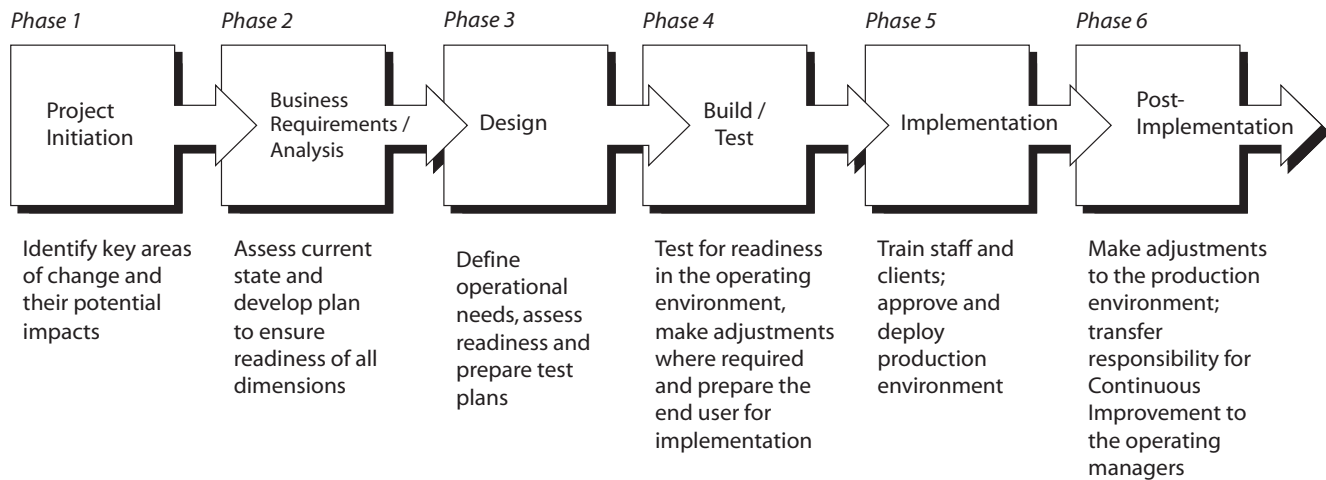 Phase 1
Phase 2
Phase 3
Phase 4
Phase 5
Phase 6
Project
Initiation
Business
Requirements /
Analysis
Design
Build /
Test
Implementation
Post-
Implementation
Identify key areas
of change and
their potential
impacts
Assess current
state and
develop plan
to ensure
readiness of all
dimensions
Define
operational
needs, assess
readiness and
prepare test
plans
Test for readiness
in the operating
environment,
make adjustments
where required
and prepare the
end user for
implementation
Train staff and
clients;
approve and
deploy
production
environment
Make adjustments
to the production
environment;
transfer
responsibility for
Continuous
Improvement to
the operating
managers